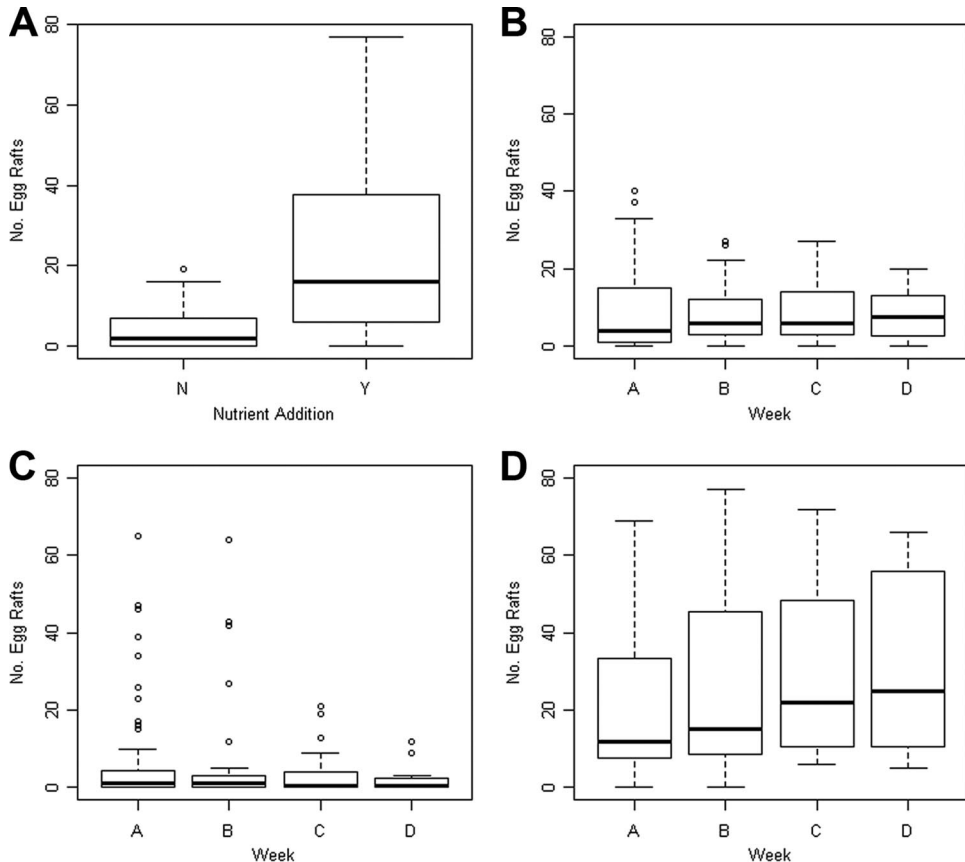 A
B
No. Egg Rafts
0 20 40 60 80
N Y
Nutrient Addition
No. Egg Rafts
0 20 40 60 80
A B C D
Week
C
D
No. Egg Rafts
0 20 40 60 80
A B C D
Week
No. Egg Rafts
0 20 40 60 80
A B C D
Week